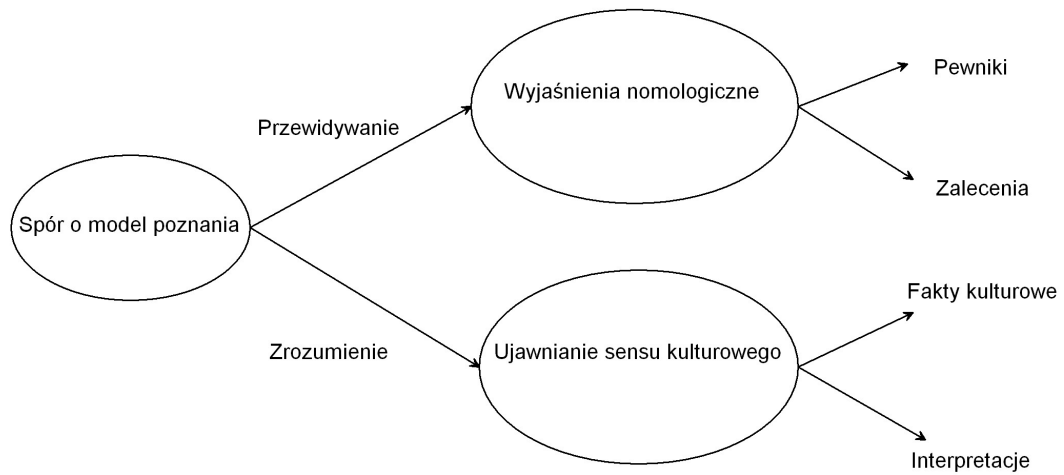 Spór o model poznania
Przewidywanie
Wyjaśnienia nomologiczne
Pewniki
Zalecenia
Zrozumienie
Ujawnianie sensu kulturowego
Fakty kulturowe
Interpretacje